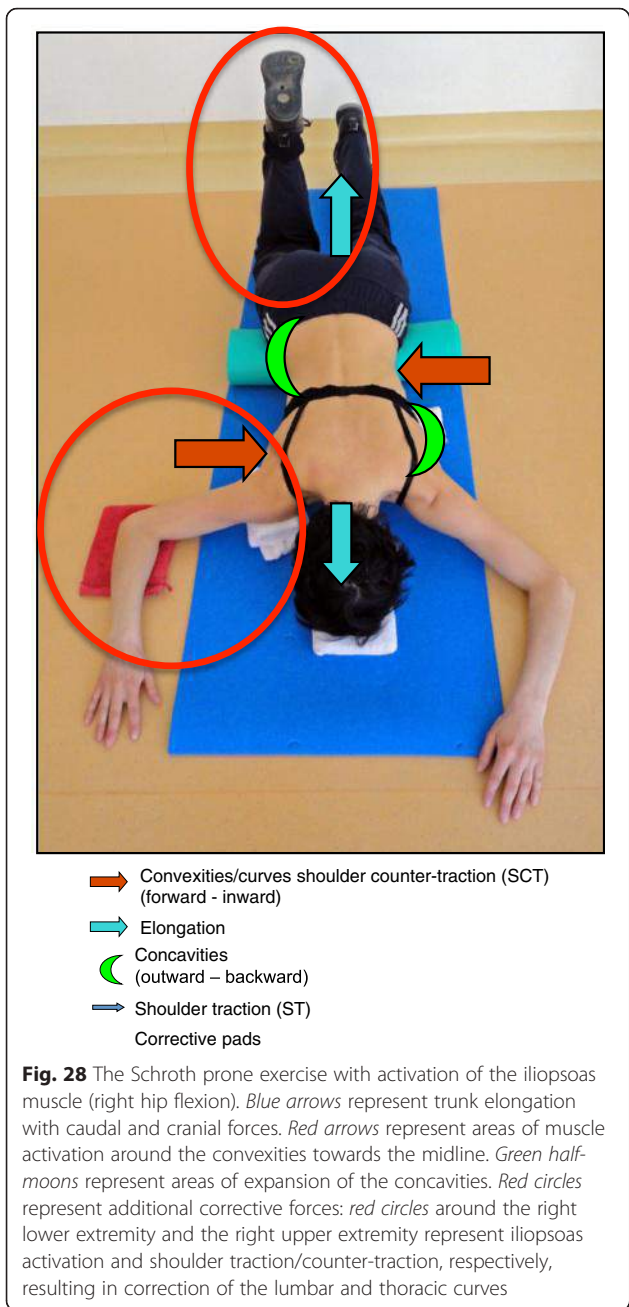 Convexities/curves shoulder counter-traction (SCT)
(forward - inward)
Elongation
Concavities
(outward – backward)
Shoulder traction (ST)
Corrective pads
Fig. 28 The Schroth prone exercise with activation of the iliopsoas
muscle (right hip flexion). Blue arrows represent trunk elongation
with caudal and cranial forces. Red arrows represent areas of muscle
activation around the convexities towards the midline. Green half-
moons represent areas of expansion of the concavities. Red circles
represent additional corrective forces: red circles around the right
lower extremity and the right upper extremity represent iliopsoas
activation and shoulder traction/counter-traction, respectively,
resulting in correction of the lumbar and thoracic curves